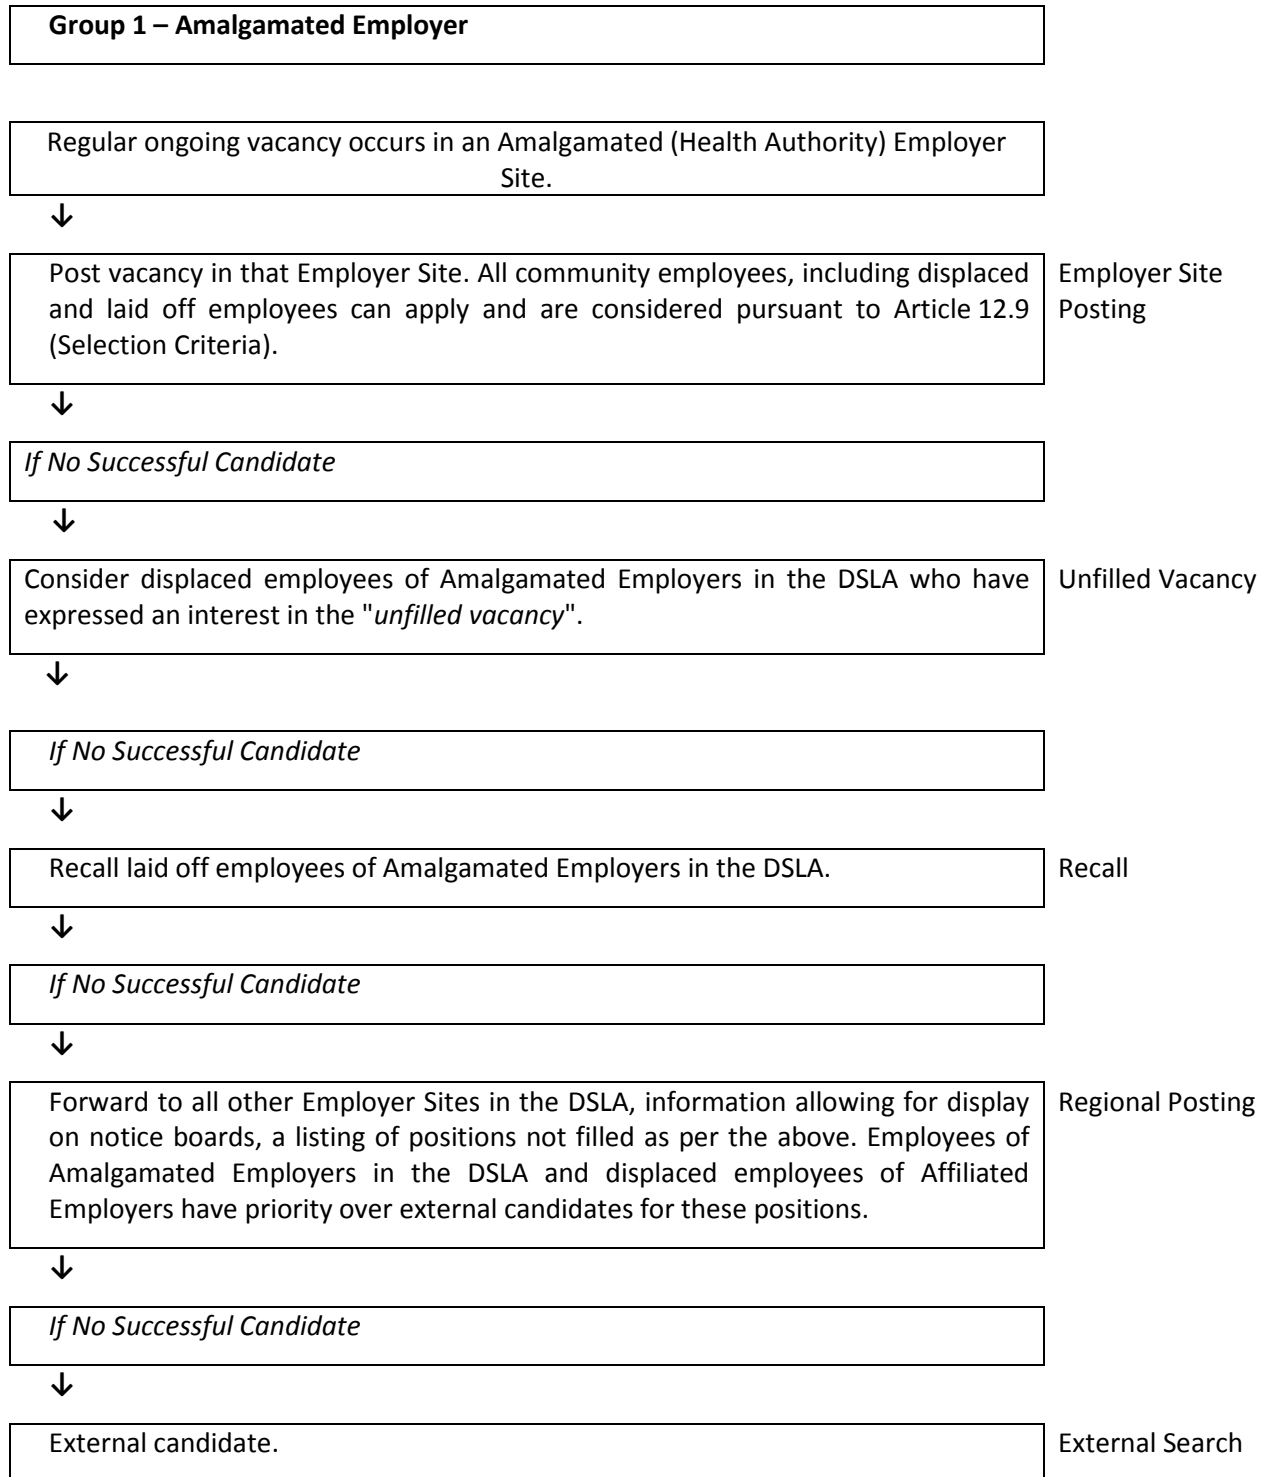 Group 1 – Amalgamated Employer
Regular ongoing vacancy occurs in an Amalgamated (Health Authority) Employer
Site.
↓
Post vacancy in that Employer Site. All community employees, including displaced
and laid off employees can apply and are considered pursuant to Article 12.9
(Selection Criteria).
Employer Site
Posting
↓
If No Successful Candidate
↓
Consider displaced employees of Amalgamated Employers in the DSLA who have
expressed an interest in the "unfilled vacancy".
Unfilled Vacancy
↓
If No Successful Candidate
↓
Recall laid off employees of Amalgamated Employers in the DSLA.
Recall
↓
If No Successful Candidate
↓
Forward to all other Employer Sites in the DSLA, information allowing for display
on notice boards, a listing of positions not filled as per the above. Employees of
Amalgamated Employers in the DSLA and displaced employees of Affiliated
Employers have priority over external candidates for these positions.
Regional Posting
↓
If No Successful Candidate
↓
External candidate.
External Search